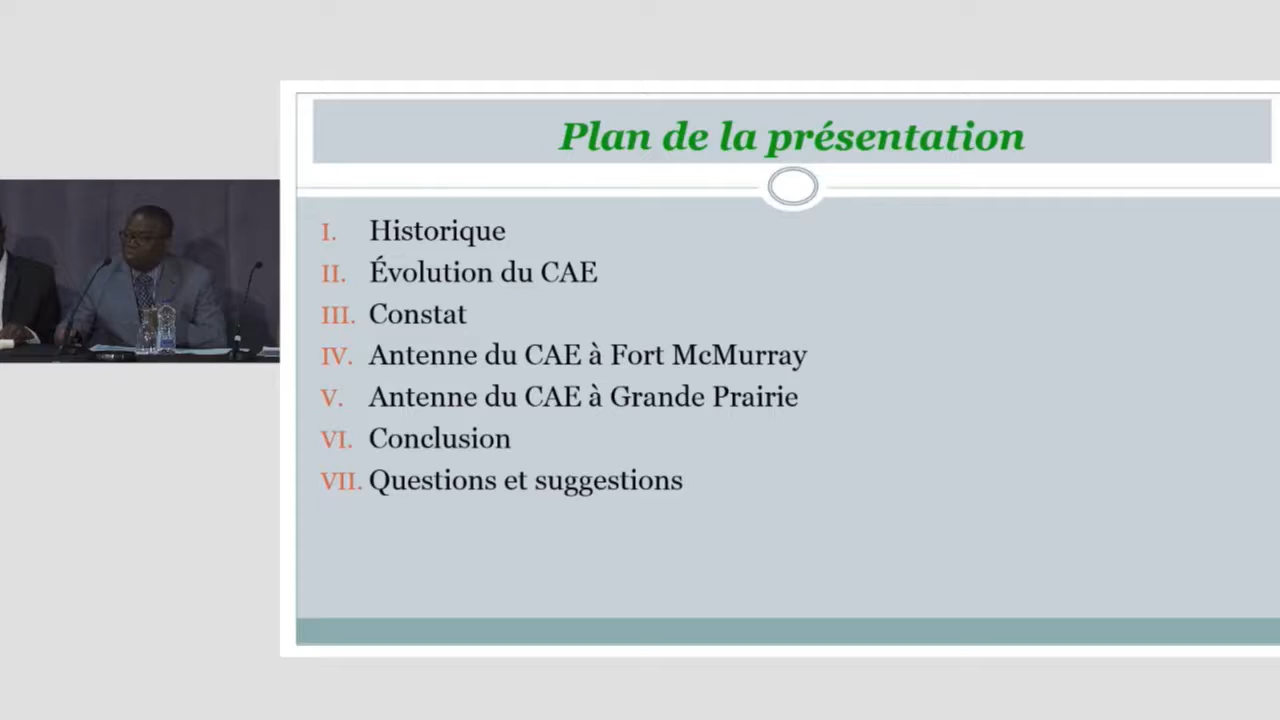 Plan de la présentation
I. Historique
II. Évolution du CAE
III. Constat
IV. Antenne du CAE à Fort McMurray
V. Antenne du CAE à Grande Prairie
VI. Conclusion
VII. Questions et suggestions